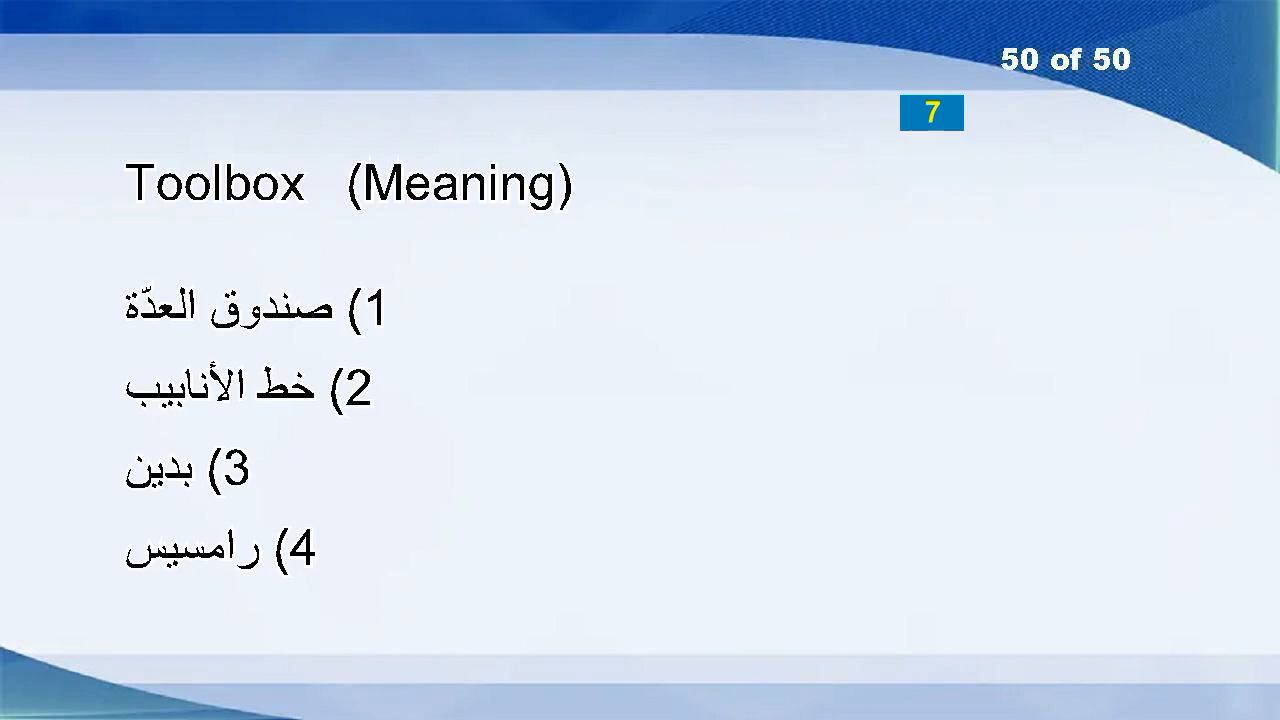 50 of 50
7
Toolbox (Meaning)
1) صندوق العدّة
2) خط الأنابيب
3) بدين
4) رامسيس